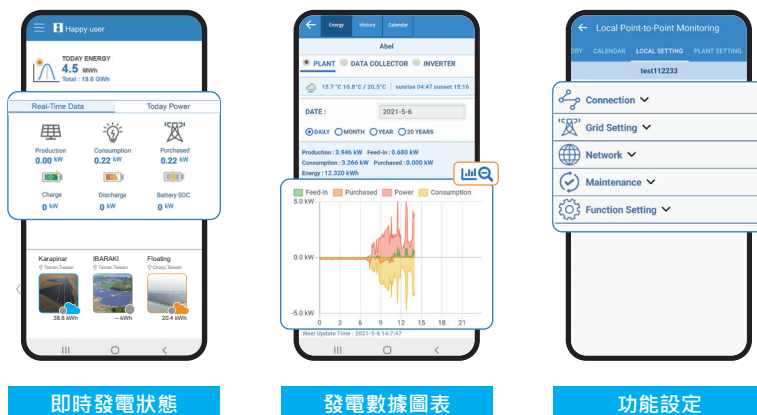 Happy user
TODAY ENERGY
4.5 MWh
Total : 19.6 GWh
Real-Time Data
Today Power
Production
0.00 kW
Consumption
0.22 kW
Purchased
0.22 kW
Charge
0 kW
Discharge
0 kW
Battery SOC
0 kW
Karapinar
Tainan,Taiwan
38.8 kWh
IBARAKI
Tainan,Taiwan
-- kWh
Floating
Chiayi,Taiwan
20.4 kWh
即時發電狀態
Energy History Calendar
Abel
PLANT DATA COLLECTOR INVERTER
15.7 °C 10.8°C / 20.5°C | sunrise 04:47 sunset 15:16
DATE : 2021-5-6
DAILY MONTH YEAR 20 YEARS
Production : 3.946 kW Feed-in : 0.680 kW
Consumption : 3.266 kW Purchased : 0.000 kW
Energy : 12.320 kWh
Feed-In Purchased Power Consumption
5.0 kW
0.0 kW
-5.0 kW
0 3 6 9 12 15 18 21
Next Update Time : 2021-5-6 14:7:47
發電數據圖表
Local Point-to-Point Monitoring
ORY CALENDAR LOCAL SETTING PLANT SETTING
test112233
Connection
Grid Setting
Network
Maintenance
Function Setting
功能設定